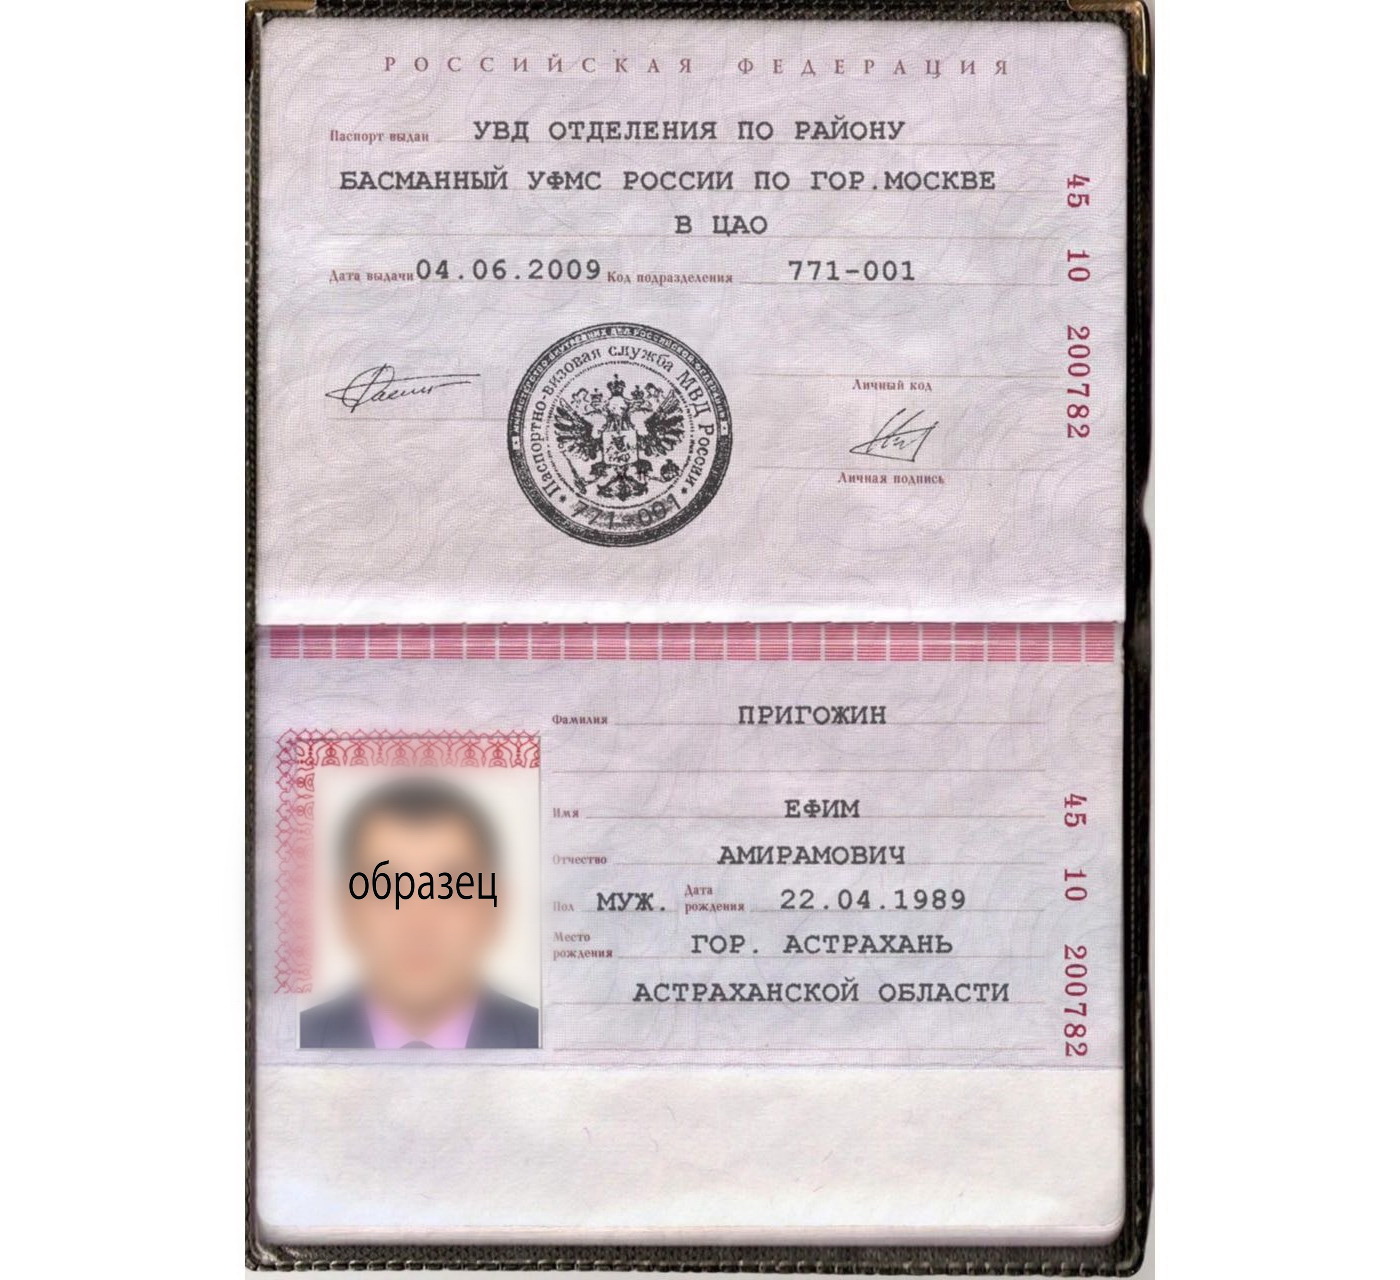 РОССИЙСКАЯ ФЕДЕРАЦИЯ
Паспорт выдан УВД ОТДЕЛЕНИЯ ПО РАЙОНУ
БАСМАННЫЙ УФМС РОССИИ ПО ГОР.МОСКВЕ
В ЦАО
Дата выдачи 04.06.2009 Код подразделения 771-001
45 10 200782
Паспортно-визовая служба МВД России
771-001
Личный код
Личная подпись
Фамилия ПРИГОЖИН
Имя ЕФИМ
Отчество АМИРАМОВИЧ
Пол МУЖ. Дата рождения 22.04.1989
Место рождения ГОР. АСТРАХАНЬ
АСТРАХАНСКОЙ ОБЛАСТИ
45 10 200782
образец